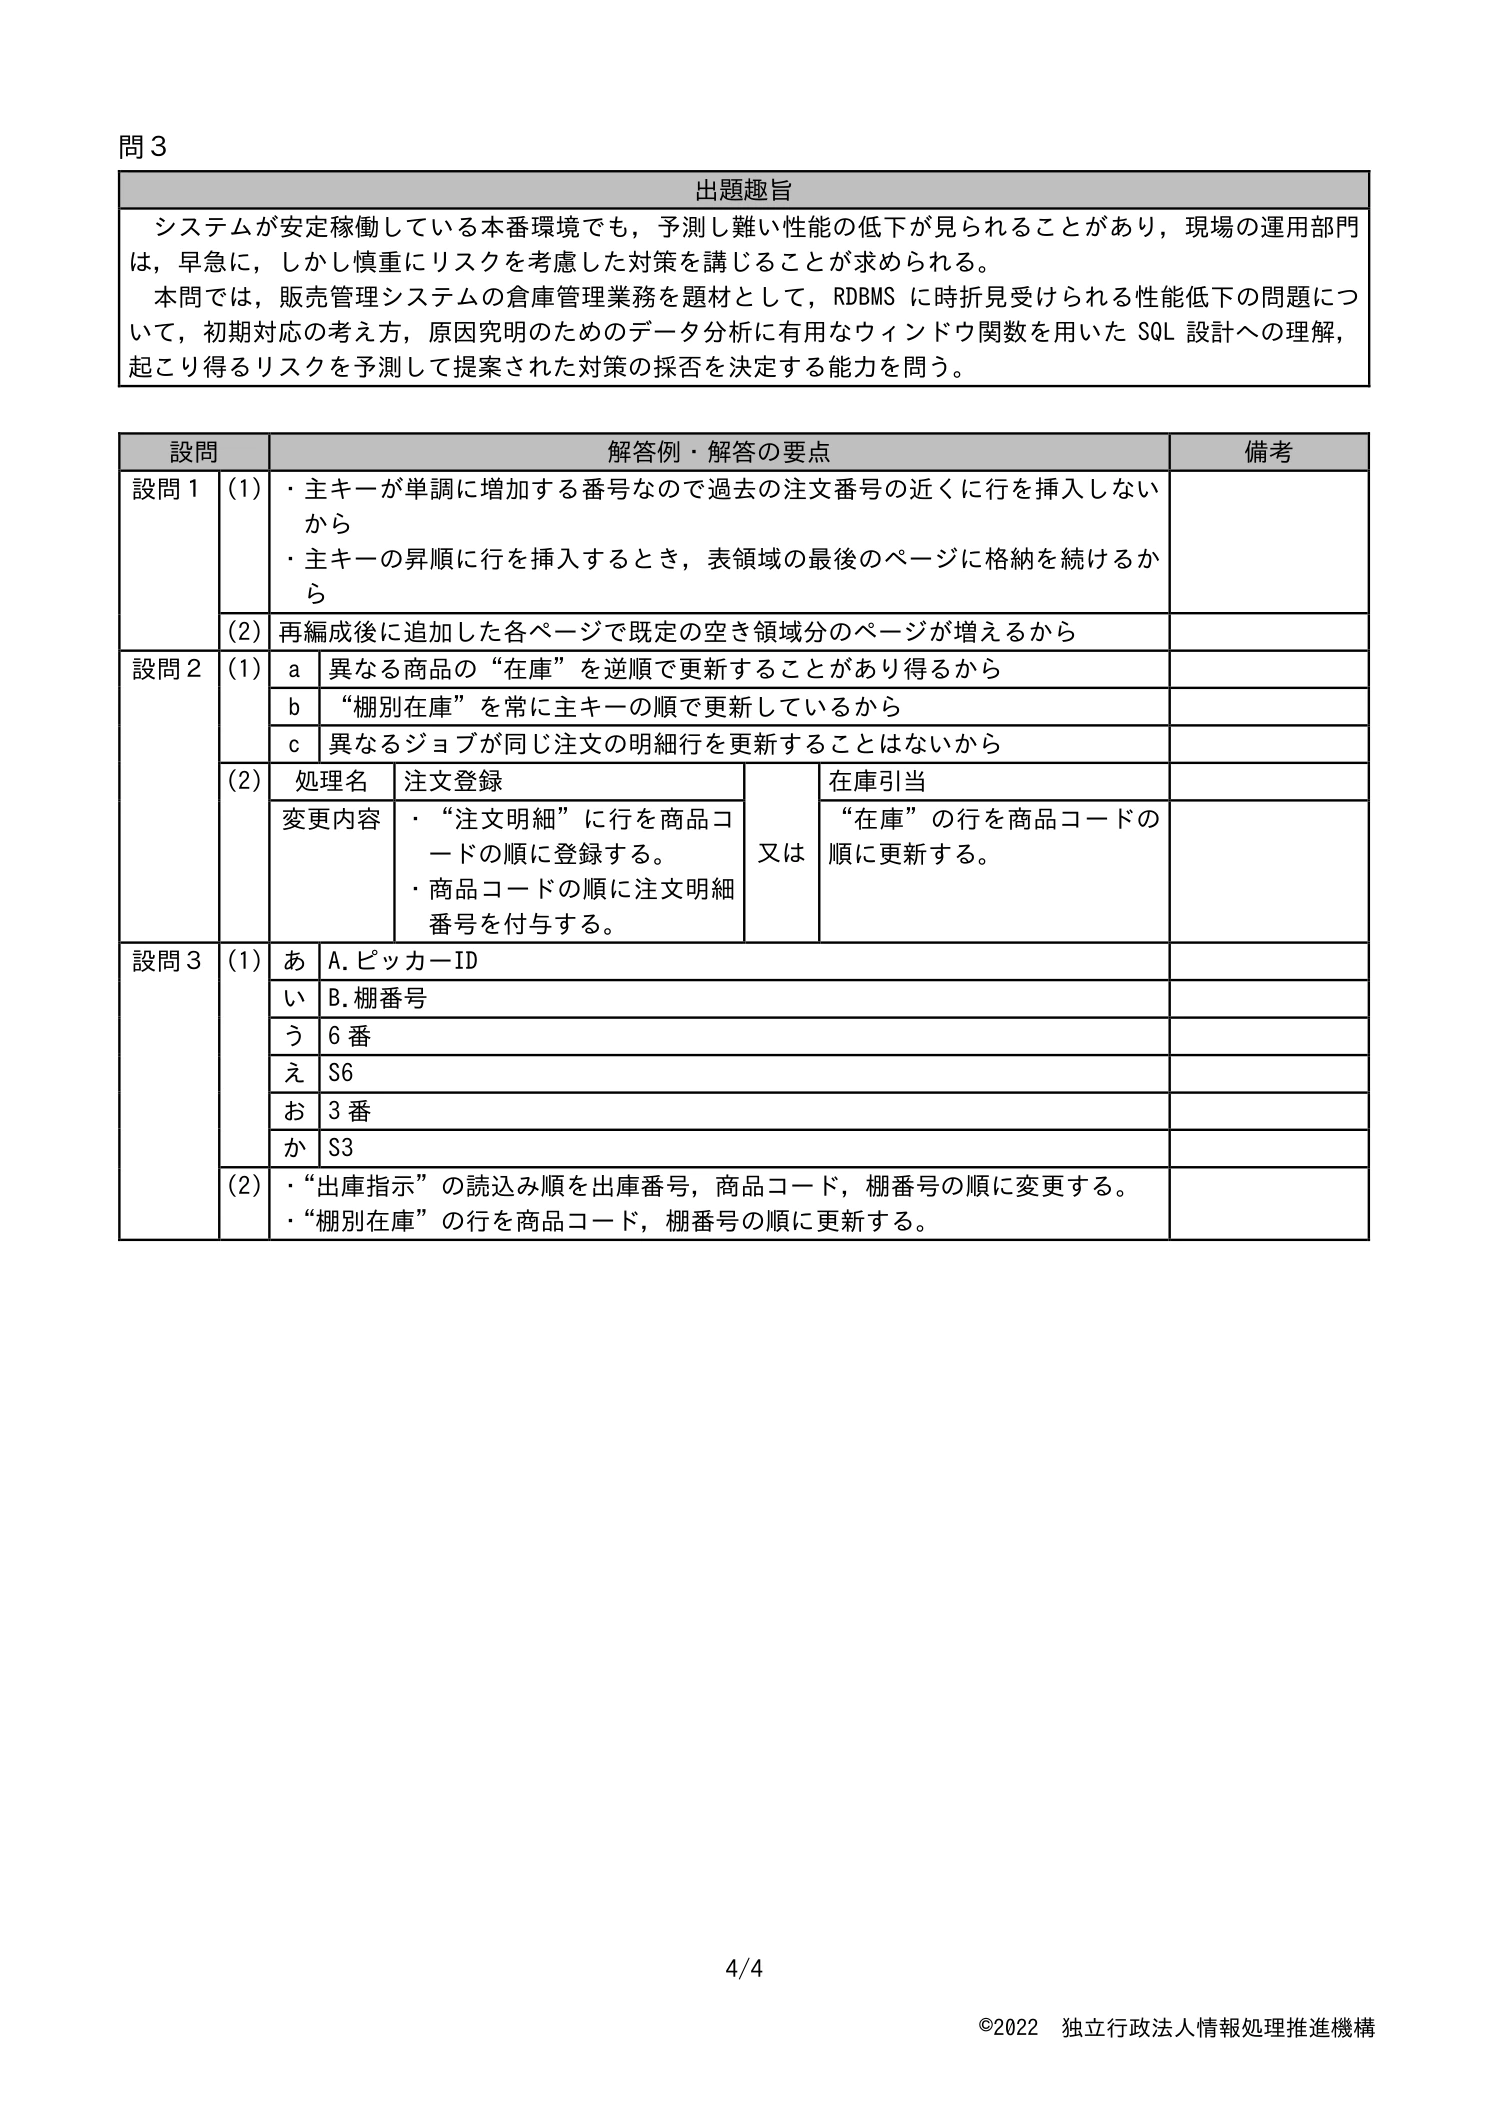 問３
出題趣旨
システムが安定稼働している本番環境でも，予測し難い性能の低下が見られることがあり，現場の運用部門
は，早急に，しかし慎重にリスクを考慮した対策を講じることが求められる。
本問では，販売管理システムの倉庫管理業務を題材として，RDBMS に時折見受けられる性能低下の問題につ
いて，初期対応の考え方，原因究明のためのデータ分析に有用なウィンドウ関数を用いた SQL 設計への理解，
起こり得るリスクを予測して提案された対策の採否を決定する能力を問う。
設問 解答例・解答の要点 備考
設問１ (1) ・主キーが単調に増加する番号なので過去の注文番号の近くに行を挿入しない
から
・主キーの昇順に行を挿入するとき，表領域の最後のページに格納を続けるか
ら
(2) 再編成後に追加した各ページで既定の空き領域分のページが増えるから
設問２ (1) a 異なる商品の“在庫”を逆順で更新することがあり得るから
b “棚別在庫”を常に主キーの順で更新しているから
c 異なるジョブが同じ注文の明細行を更新することはないから
(2) 処理名 注文登録 在庫引当
変更内容 ・“注文明細”に行を商品コ “在庫”の行を商品コードの
ードの順に登録する。 又は 順に更新する。
・商品コードの順に注文明細
番号を付与する。
設問３ (1) あ A.ピッカーID
い B.棚番号
う 6 番
え S6
お 3 番
か S3
(2) ・“出庫指示”の読込み順を出庫番号，商品コード，棚番号の順に変更する。
・“棚別在庫”の行を商品コード，棚番号の順に更新する。
4/4
©2022 独立行政法人情報処理推進機構